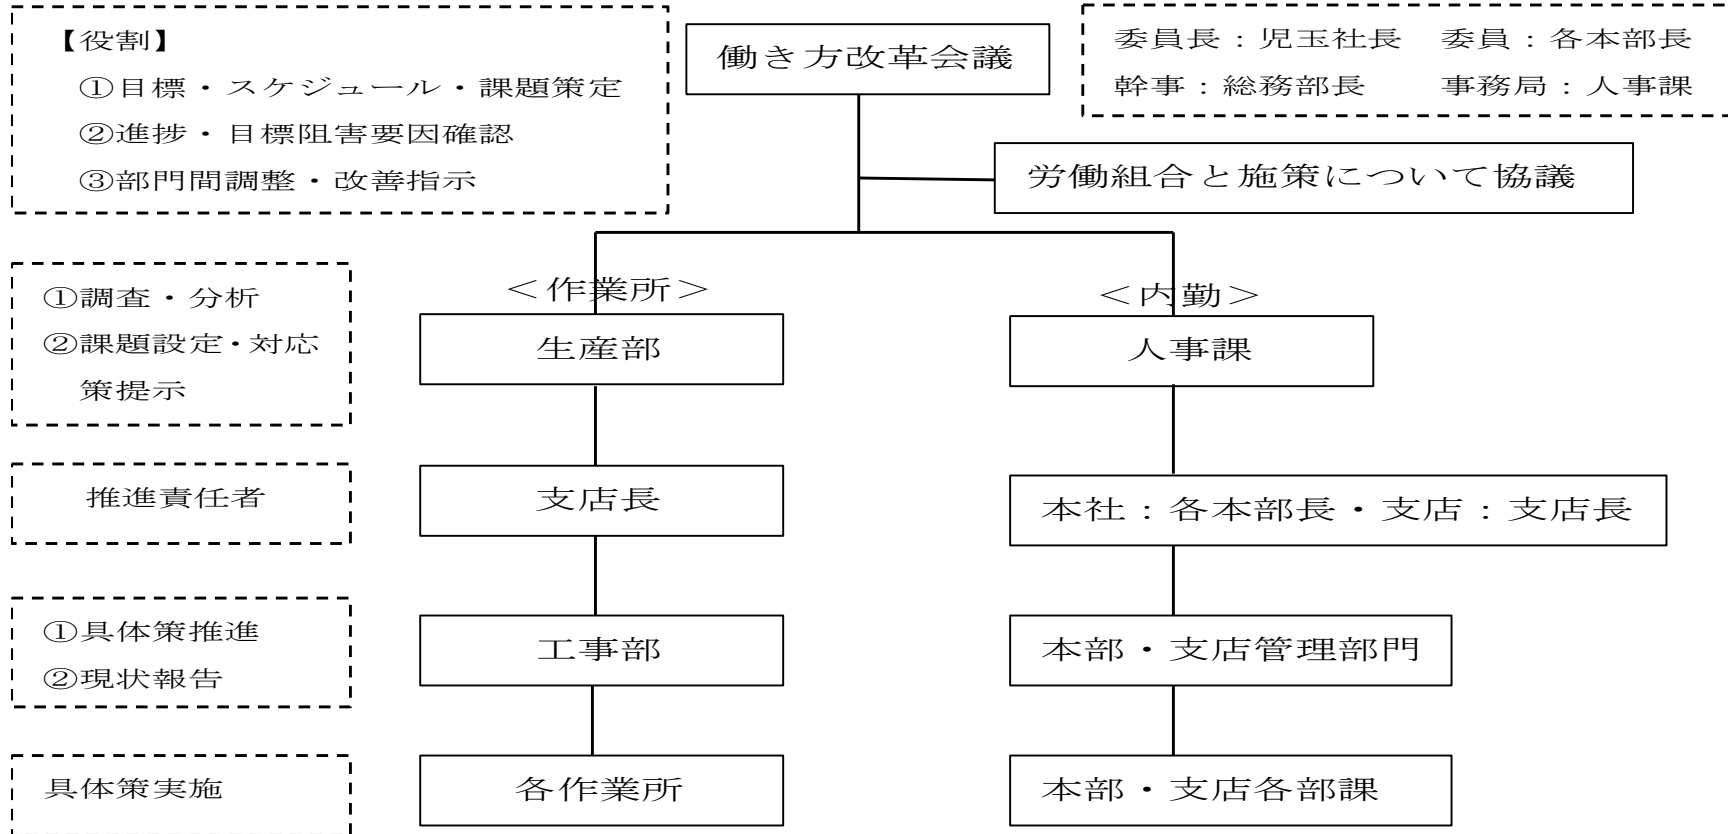 【役割】
①目標・スケジュール・課題策定
②進捗・目標阻害要因確認
③部門間調整・改善指示
働き方改革会議
委員長：児玉社長　委員：各本部長
幹事：総務部長　事務局：人事課
労働組合と施策について協議
①調査・分析
②課題設定・対応
策提示
＜作業所＞
＜内勤＞
生産部
人事課
推進責任者
支店長
本社：各本部長・支店：支店長
①具体策推進
②現状報告
工事部
本部・支店管理部門
具体策実施
各作業所
本部・支店各部課